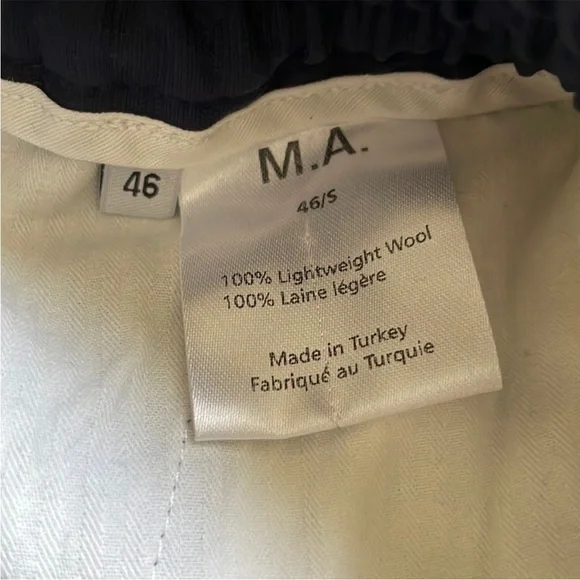 46
M.A.
46/S
100% Lightweight Wool
100% Laine légère
Made in Turkey
Fabriqué au Turquie